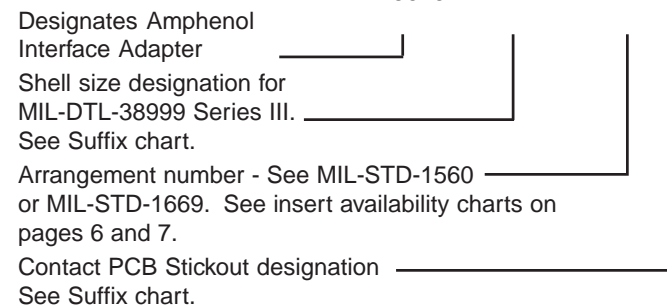 Designates Amphenol
Interface Adapter
Shell size designation for
MIL-DTL-38999 Series III.
See Suffix chart.
Arrangement number - See MIL-STD-1560
or MIL-STD-1669. See insert availability charts on
pages 6 and 7.
Contact PCB Stickout designation
See Suffix chart.